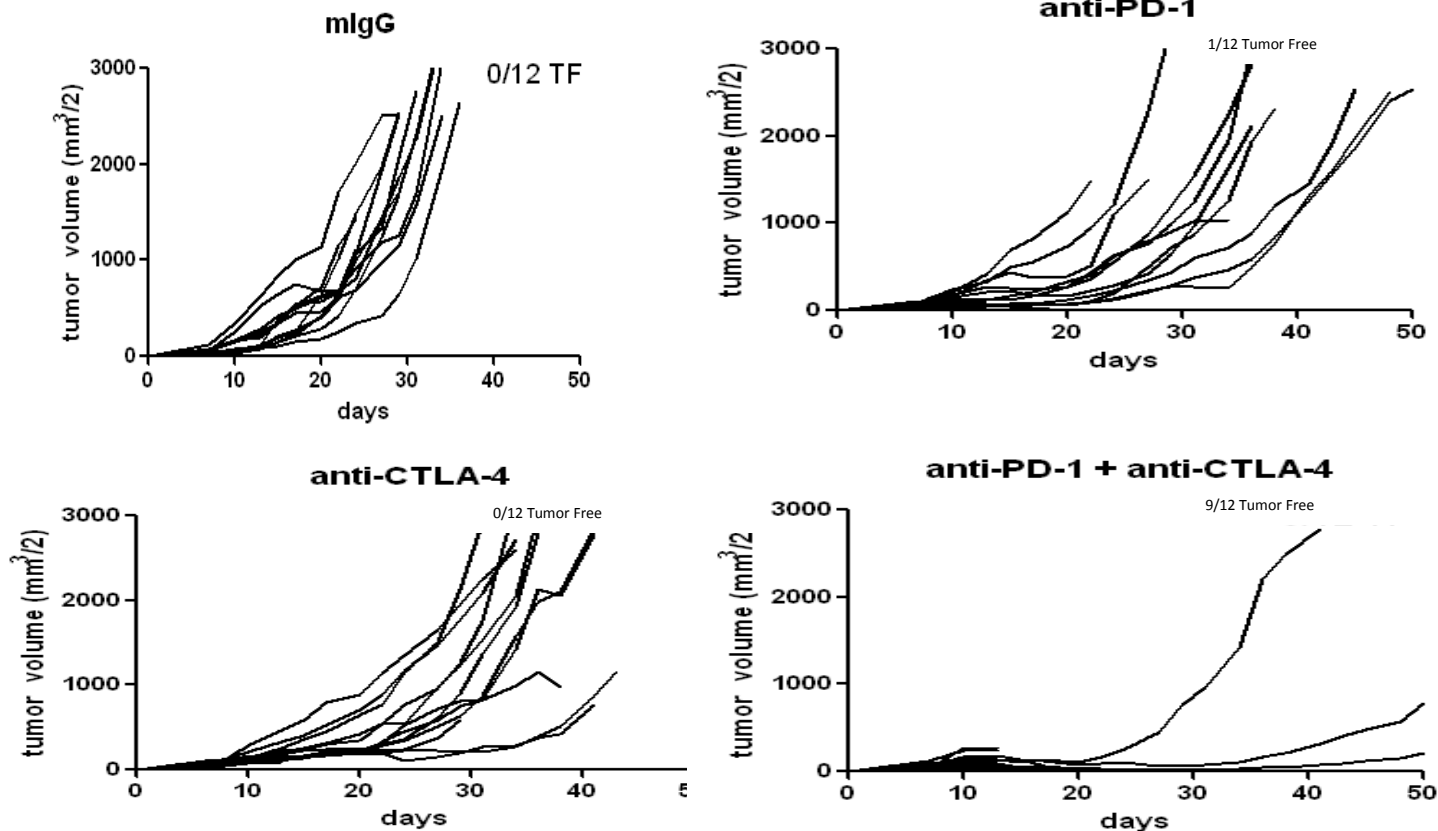 mIgG
0/12 TF
tumor volume (mm³/2)
3000
2000
1000
0
0 10 20 30 40 50
days
anti-PD-1
1/12 Tumor Free
tumor volume (mm³/2)
3000
2000
1000
0
0 10 20 30 40 50
days
anti-CTLA-4
0/12 Tumor Free
tumor volume (mm³/2)
3000
2000
1000
0
0 10 20 30 40 5
days
anti-PD-1 + anti-CTLA-4
9/12 Tumor Free
tumor volume (mm³/2
3000
2000
1000
0
0 10 20 30 40 50
days